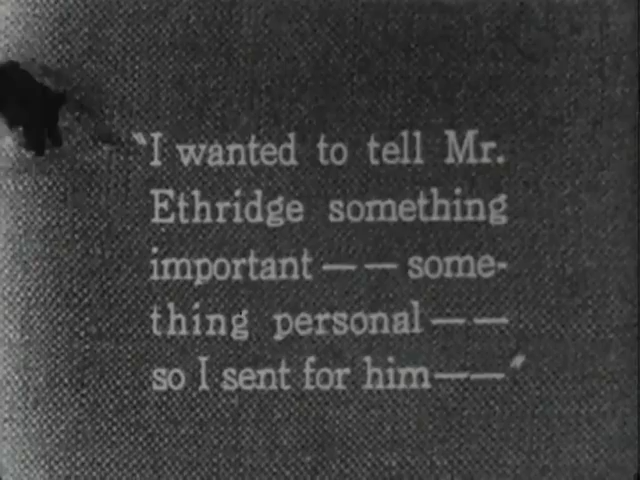 "I wanted to tell Mr.
Ethridge something
important — — some-
thing personal — —
so I sent for him — —"